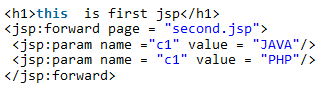 <h1>this  is first jsp</h1>
<jsp:forward page = "second.jsp">
 <jsp:param name ="c1" value = "JAVA"/>
 <jsp:param name = "c1" value = "PHP"/>
</jsp:forward>